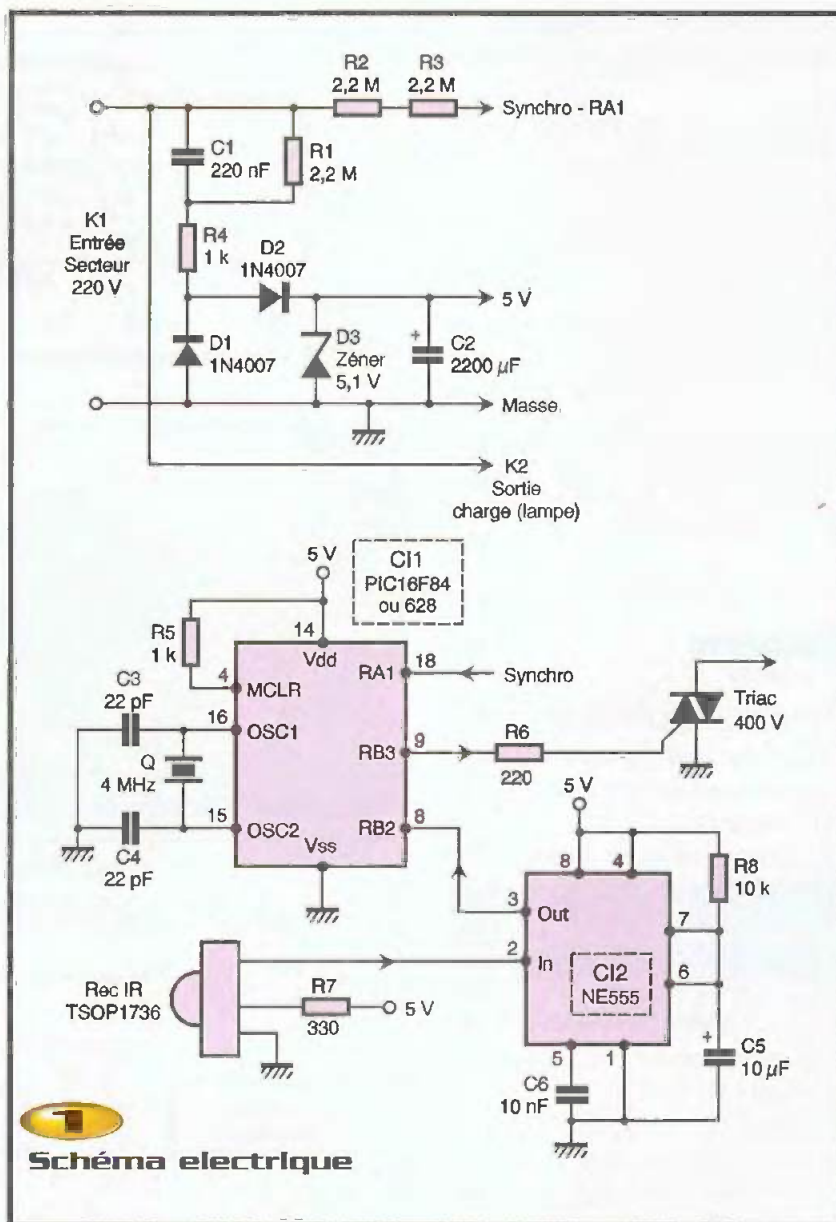 R2
2,2 M
R3
2,2 M
Synchro - RA1
C1
220 nF
R1
2,2 M
K1
Entrée
Secteur
220 V
R4
1 k
D2
1N4007
5 V
D1
1N4007
D3
Zéner
5,1 V
+
C2
2200 µF
Masse
K2
Sortie
charge (lampe)
5 V
CI1
PIC16F84
ou 628
R5
1 k
14
Vdd
4
MCLR
RA1
18
Synchro
C3
22 pF
16
OSC1
Q
4 MHz
RB3
9
R6
220
Triac
400 V
15
OSC2
C4
22 pF
Vss
RB2
8
5 V
8
4
R8
10 k
3
Out
7
2
In
CI2
NE555
6
Rec IR
TSOP1736
R7
330
5 V
+
C5
10 µF
5
1
C6
10 nF
1
Schéma electrique